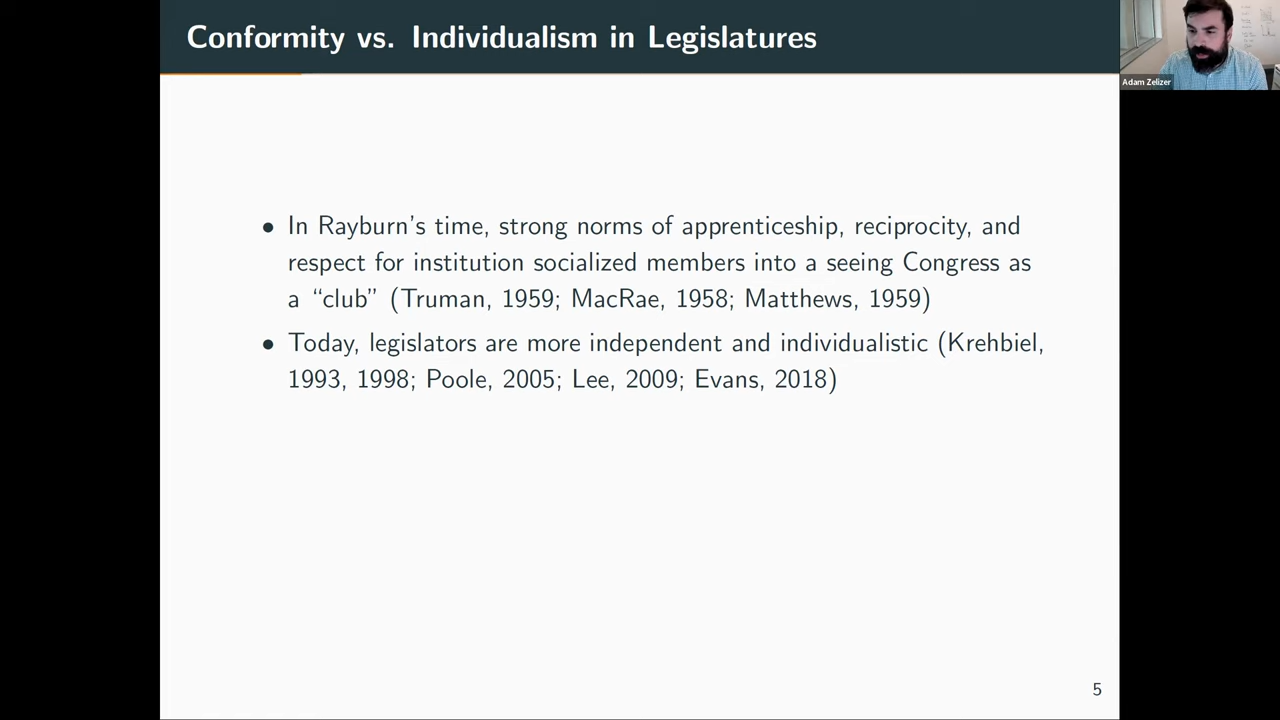 Conformity vs. Individualism in Legislatures
Adam Zelizer
• In Rayburn's time, strong norms of apprenticeship, reciprocity, and
respect for institution socialized members into a seeing Congress as
a “club” (Truman, 1959; MacRae, 1958; Matthews, 1959)
• Today, legislators are more independent and individualistic (Krehbiel,
1993, 1998; Poole, 2005; Lee, 2009; Evans, 2018)
5